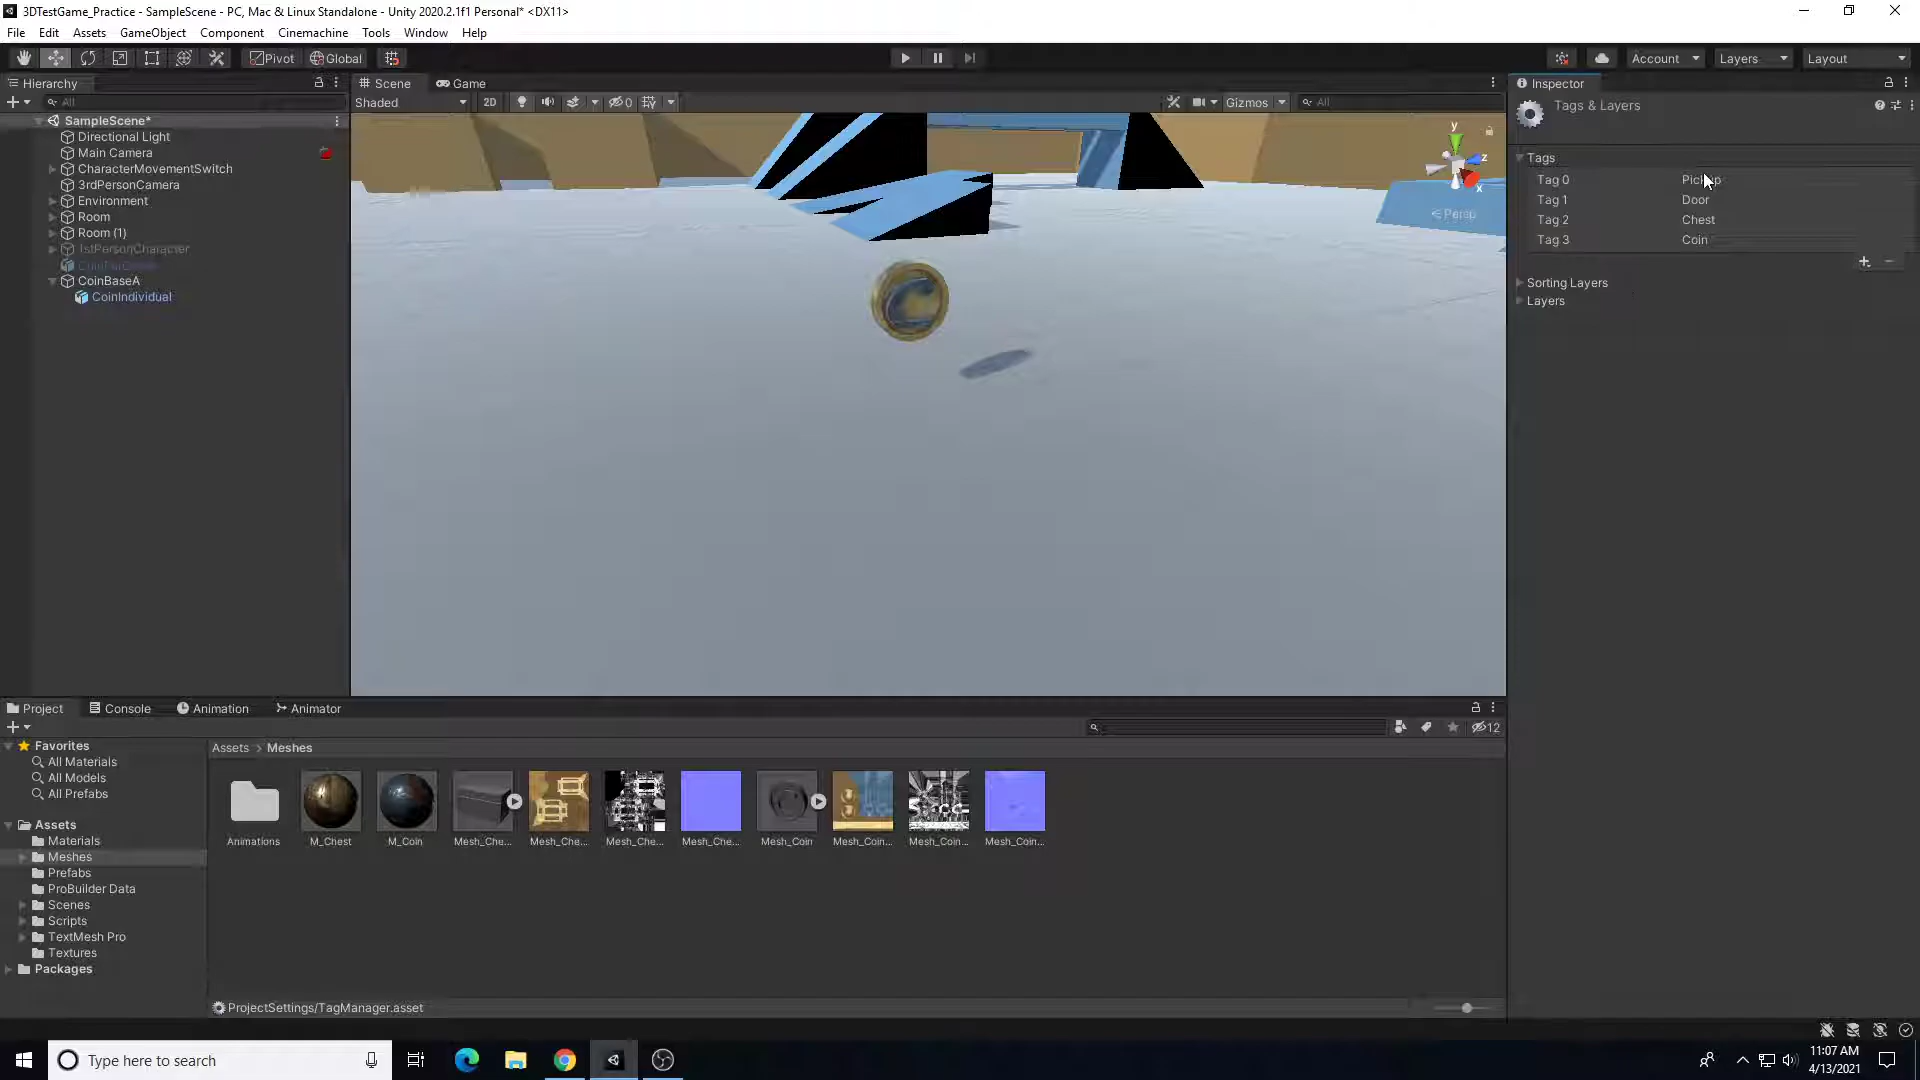 3DTestGame_Practice - SampleScene - PC, Mac & Linux Standalone - Unity 2020.2.1f1 Personal* <DX11>
File Edit Assets GameObject Component Cinemachine Tools Window Help
Pivot Global Account Layers Layout
Hierarchy
All
SampleScene*
Directional Light
Main Camera
CharacterMovementSwitch
3rdPersonCamera
Environment
Room
Room (1)
1stPersonCharacter
CoinBaseA
CoinIndividual
Scene Game
Shaded 2D 0 Gizmos All
y
z
x
Persp
Inspector
Tags & Layers
Tags
Tag 0 Pickup
Tag 1 Door
Tag 2 Chest
Tag 3 Coin
Sorting Layers
Layers
Project Console Animation Animator
12
Favorites
All Materials
All Models
All Prefabs
Assets
Materials
Meshes
Prefabs
ProBuilder Data
Scenes
Scripts
TextMesh Pro
Textures
Packages
Assets > Meshes
Animations M_Chest M_Coin Mesh_Che... Mesh_Che... Mesh_Che... Mesh_Che... Mesh_Coin Mesh_Coin... Mesh_Coin... Mesh_Coin...
ProjectSettings/TagManager.asset
Type here to search
11:07 AM
4/13/2021